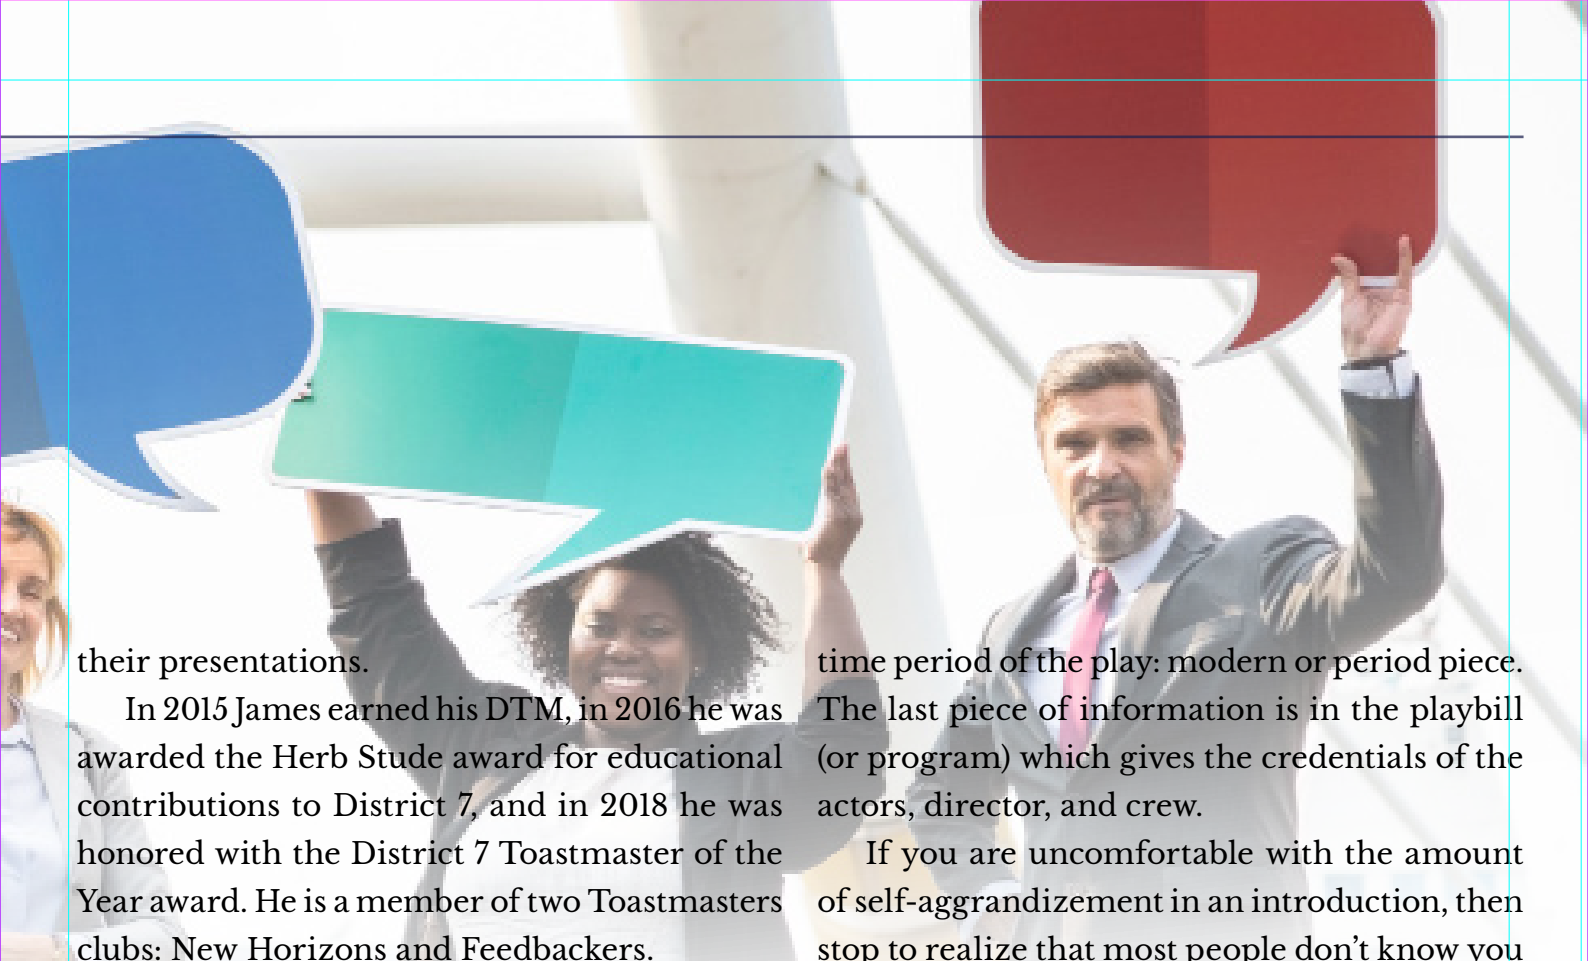 their presentations.
In 2015 James earned his DTM, in 2016 he was
awarded the Herb Stude award for educational
contributions to District 7, and in 2018 he was
honored with the District 7 Toastmaster of the
Year award. He is a member of two Toastmasters
clubs: New Horizons and Feedbackers.
time period of the play: modern or period piece.
The last piece of information is in the playbill
(or program) which gives the credentials of the
actors, director, and crew.
If you are uncomfortable with the amount
of self-aggrandizement in an introduction, then
stop to realize that most people don’t know you